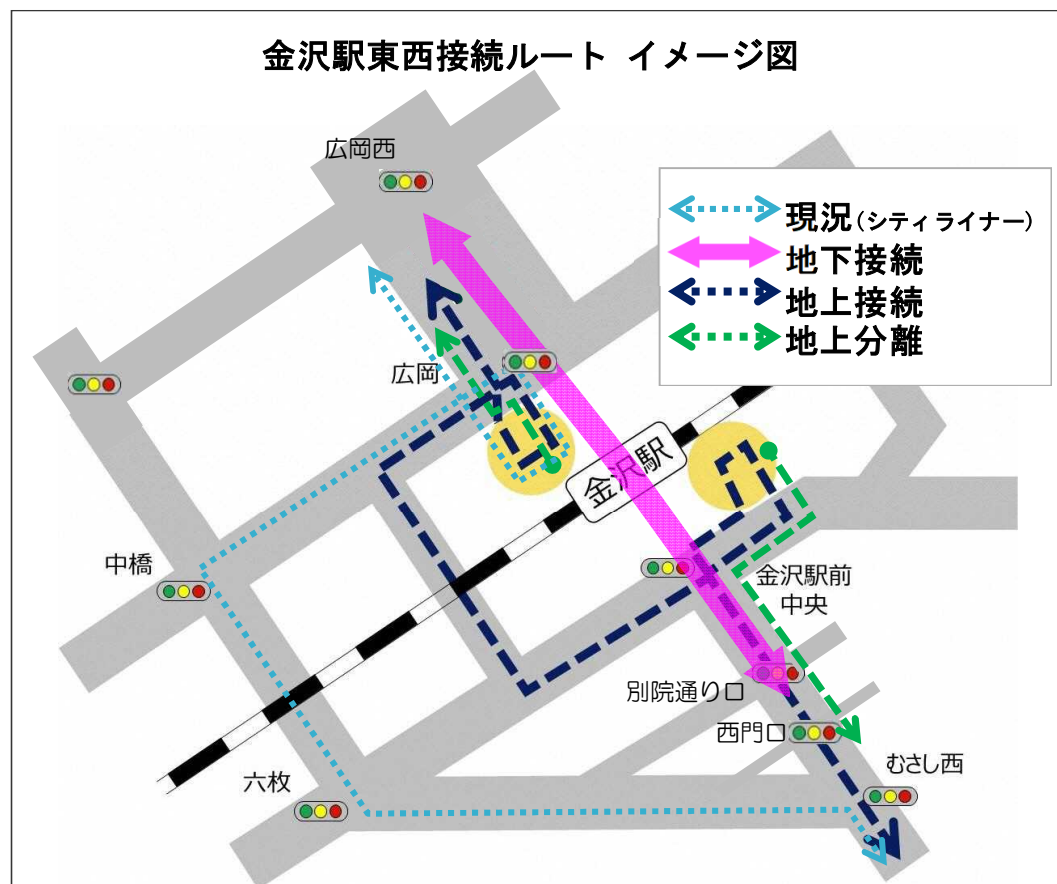 金沢駅東西接続ルート イメージ図
広岡西
現況(シティライナー)
地下接続
地上接続
地上分離
広岡
金沢駅
中橋
金沢駅前
中央
別院通り口
西門口
むさし西
六枚